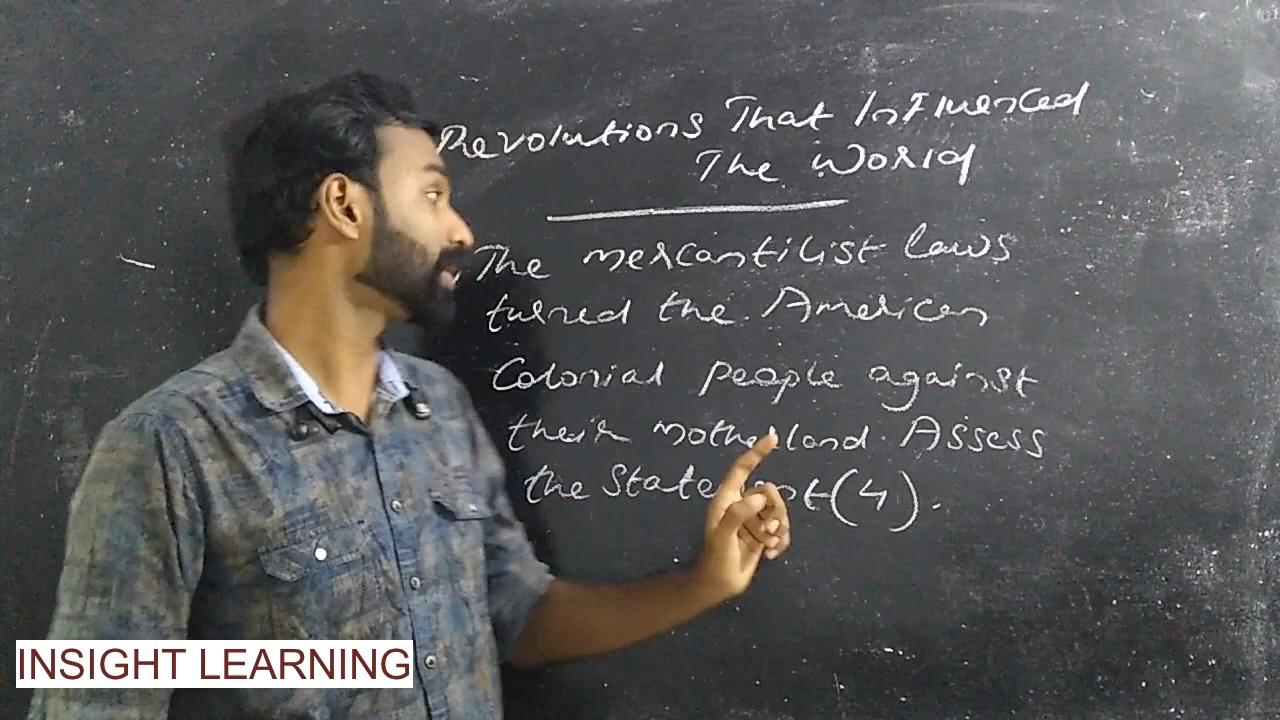 Revolutions That Influenced
The World
The mercantilist laws
turned the American
Colonial people against
their motherland. Assess
the Statement (4).
INSIGHT LEARNING